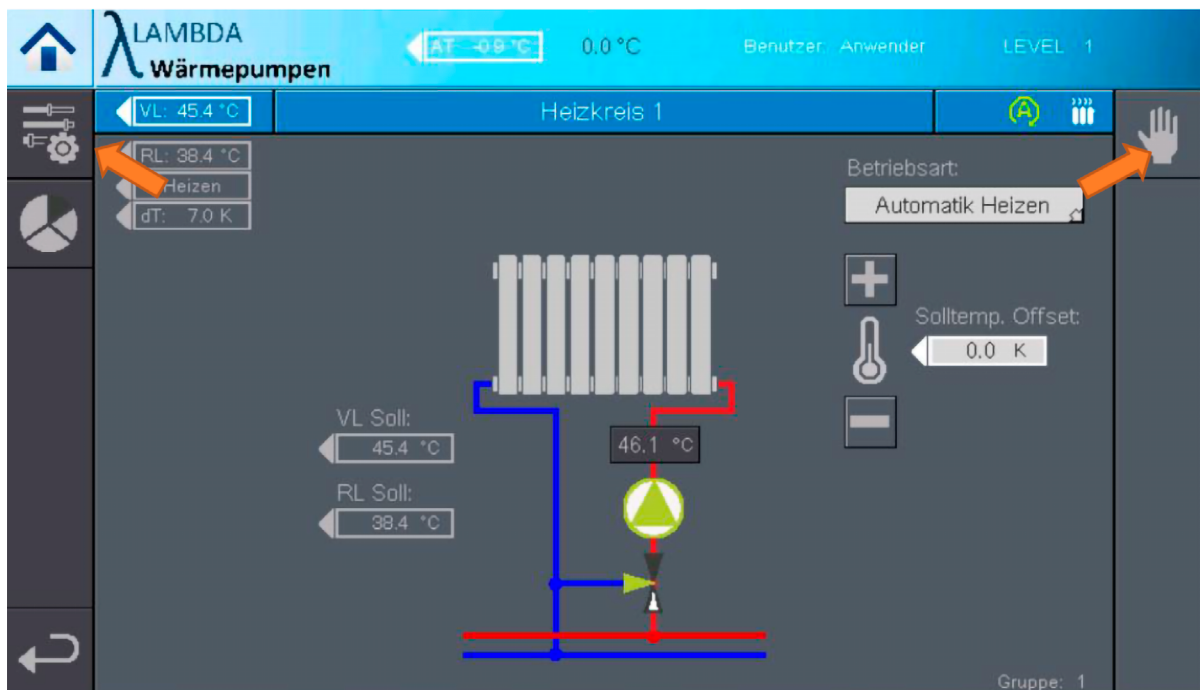 λ LAMBDA
Wärmepumpen
AT -0.9 °C
0.0 °C
Benutzer: Anwender
LEVEL 1
VL: 45.4 °C
Heizkreis 1
A
RL: 38.4 °C
Heizen
dT: 7.0 K
Betriebsart:
Automatik Heizen
Solltemp. Offset:
0.0 K
VL Soll:
45.4 °C
46.1 °C
RL Soll:
38.4 °C
Gruppe: 1